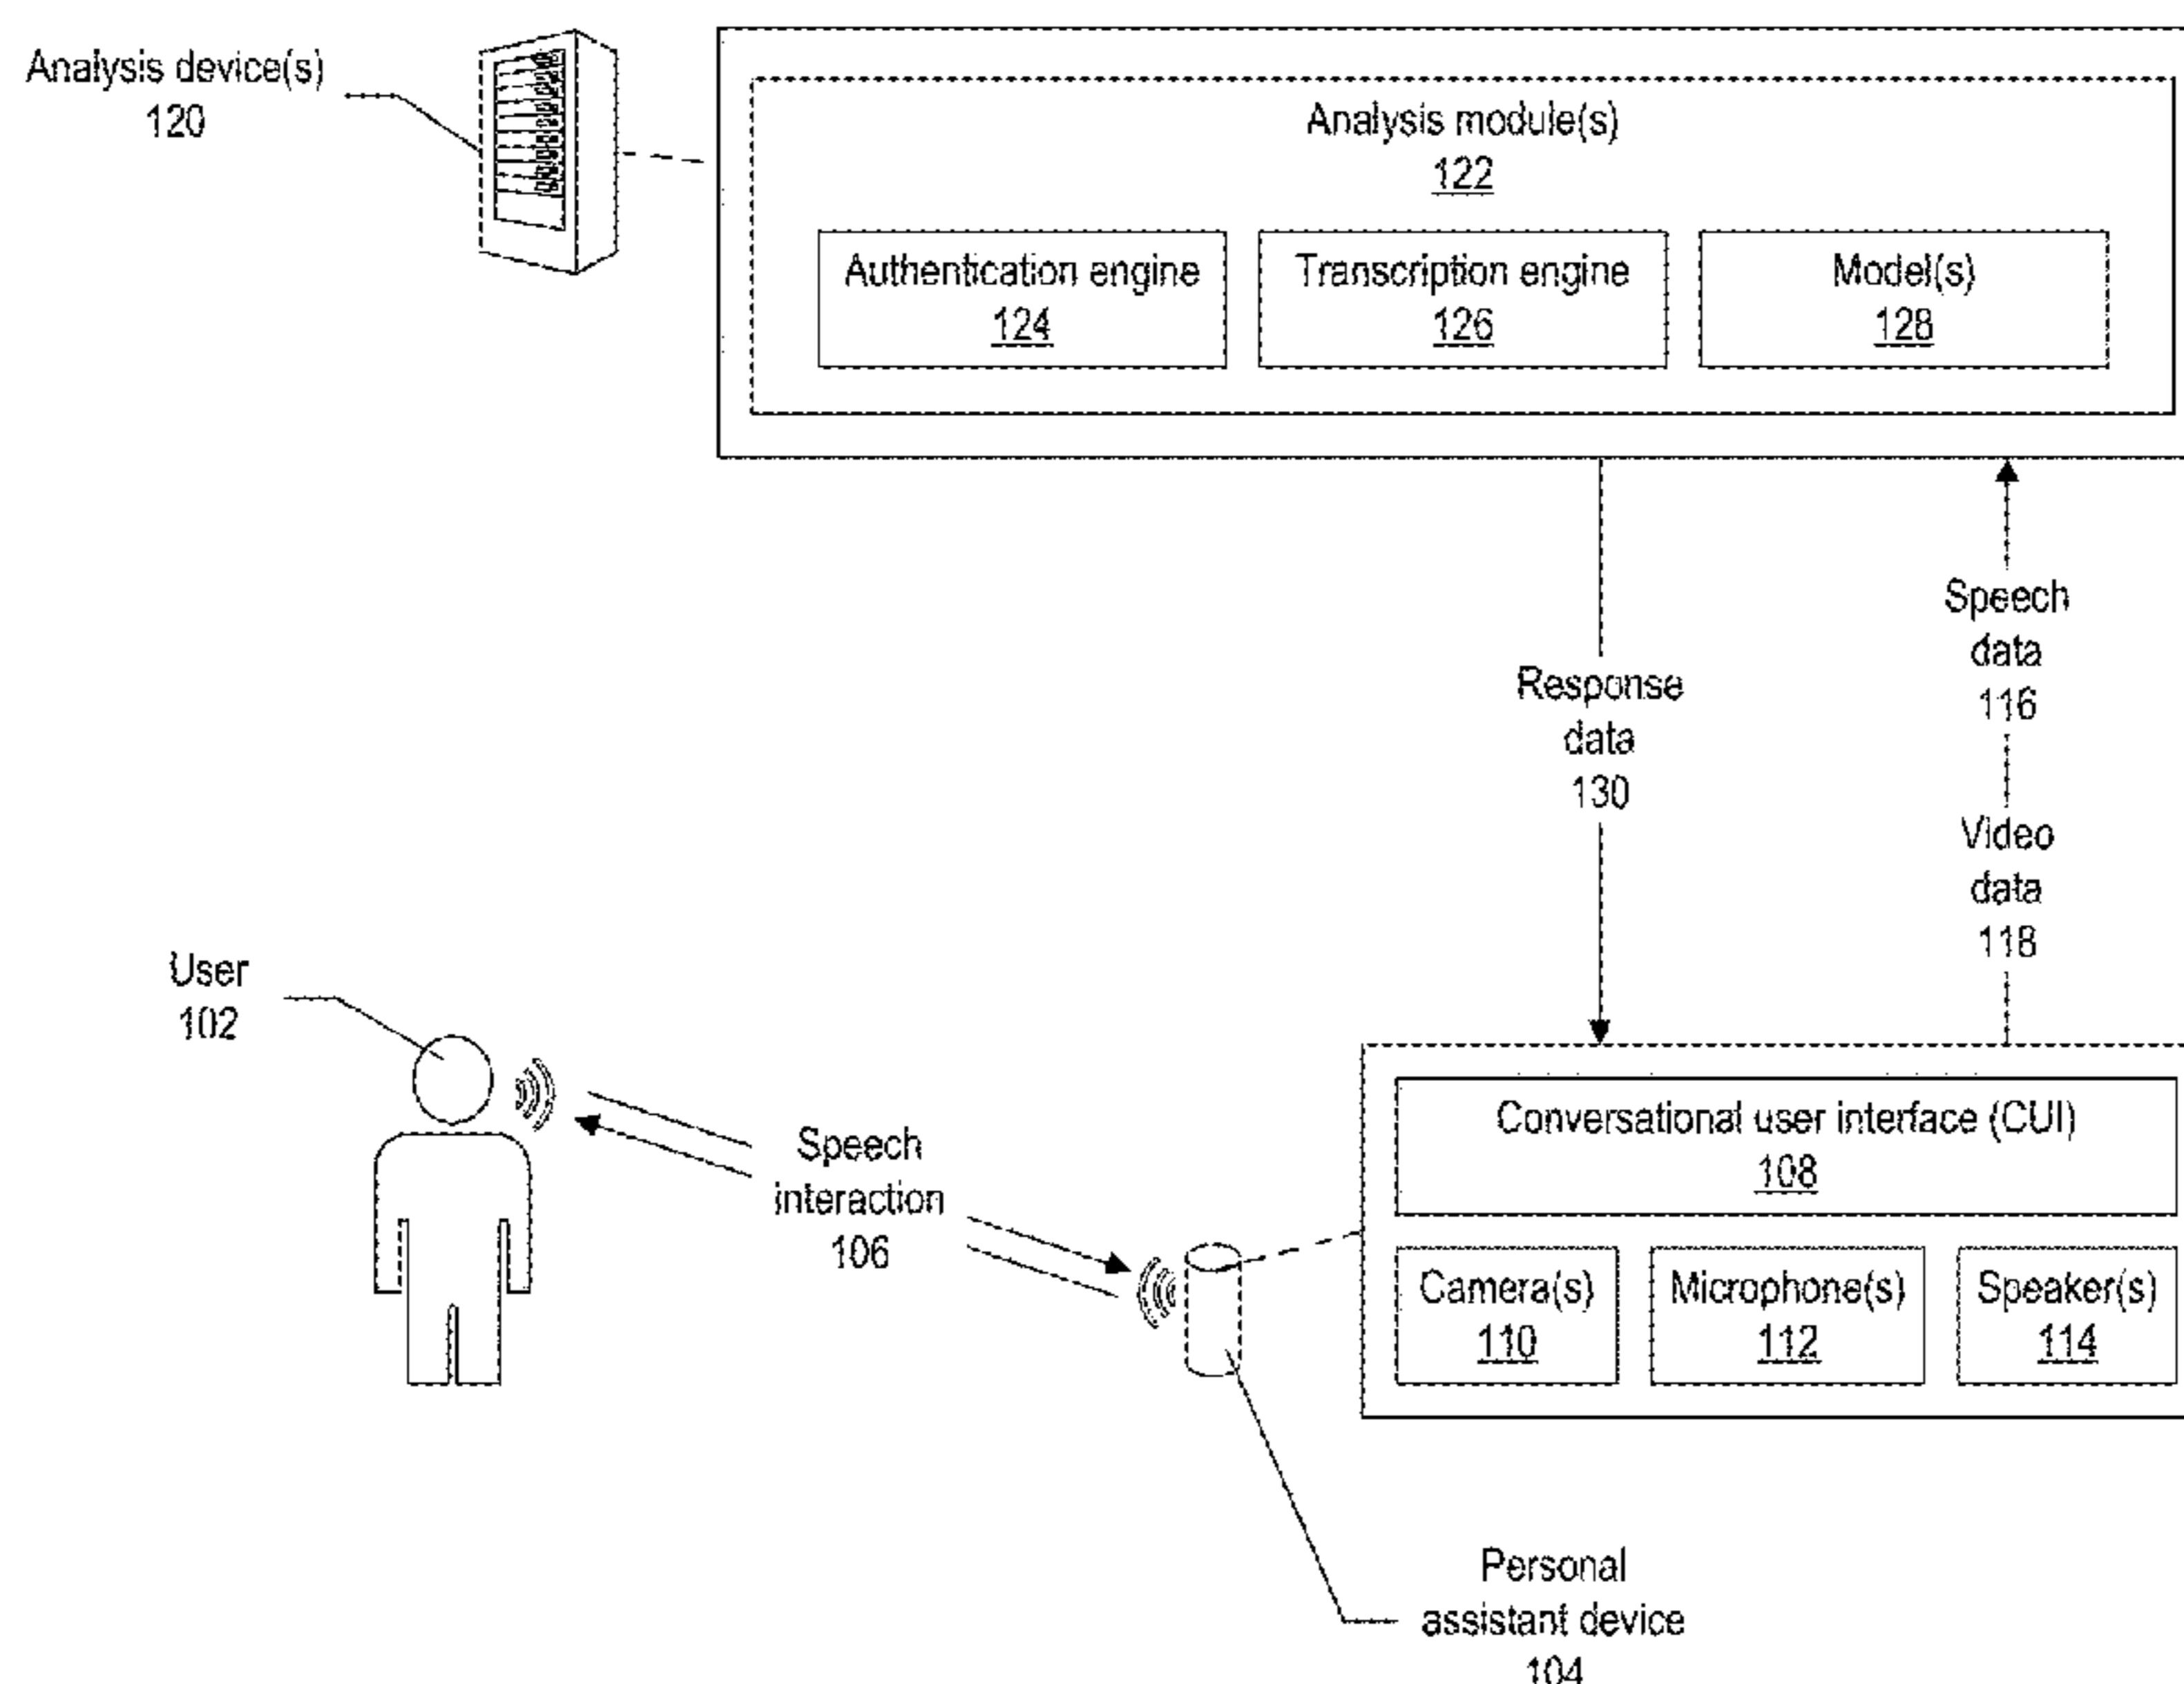 Analysis device(s)
120
Analysis module(s)
122
Authentication engine
124
Transcription engine
126
Model(s)
128
Response
data
130
Speech
data
116
Video
data
118
User
102
Speech
interaction
106
Conversational user interface (CUI)
108
Camera(s)
110
Microphone(s)
112
Speaker(s)
114
Personal
assistant device
104